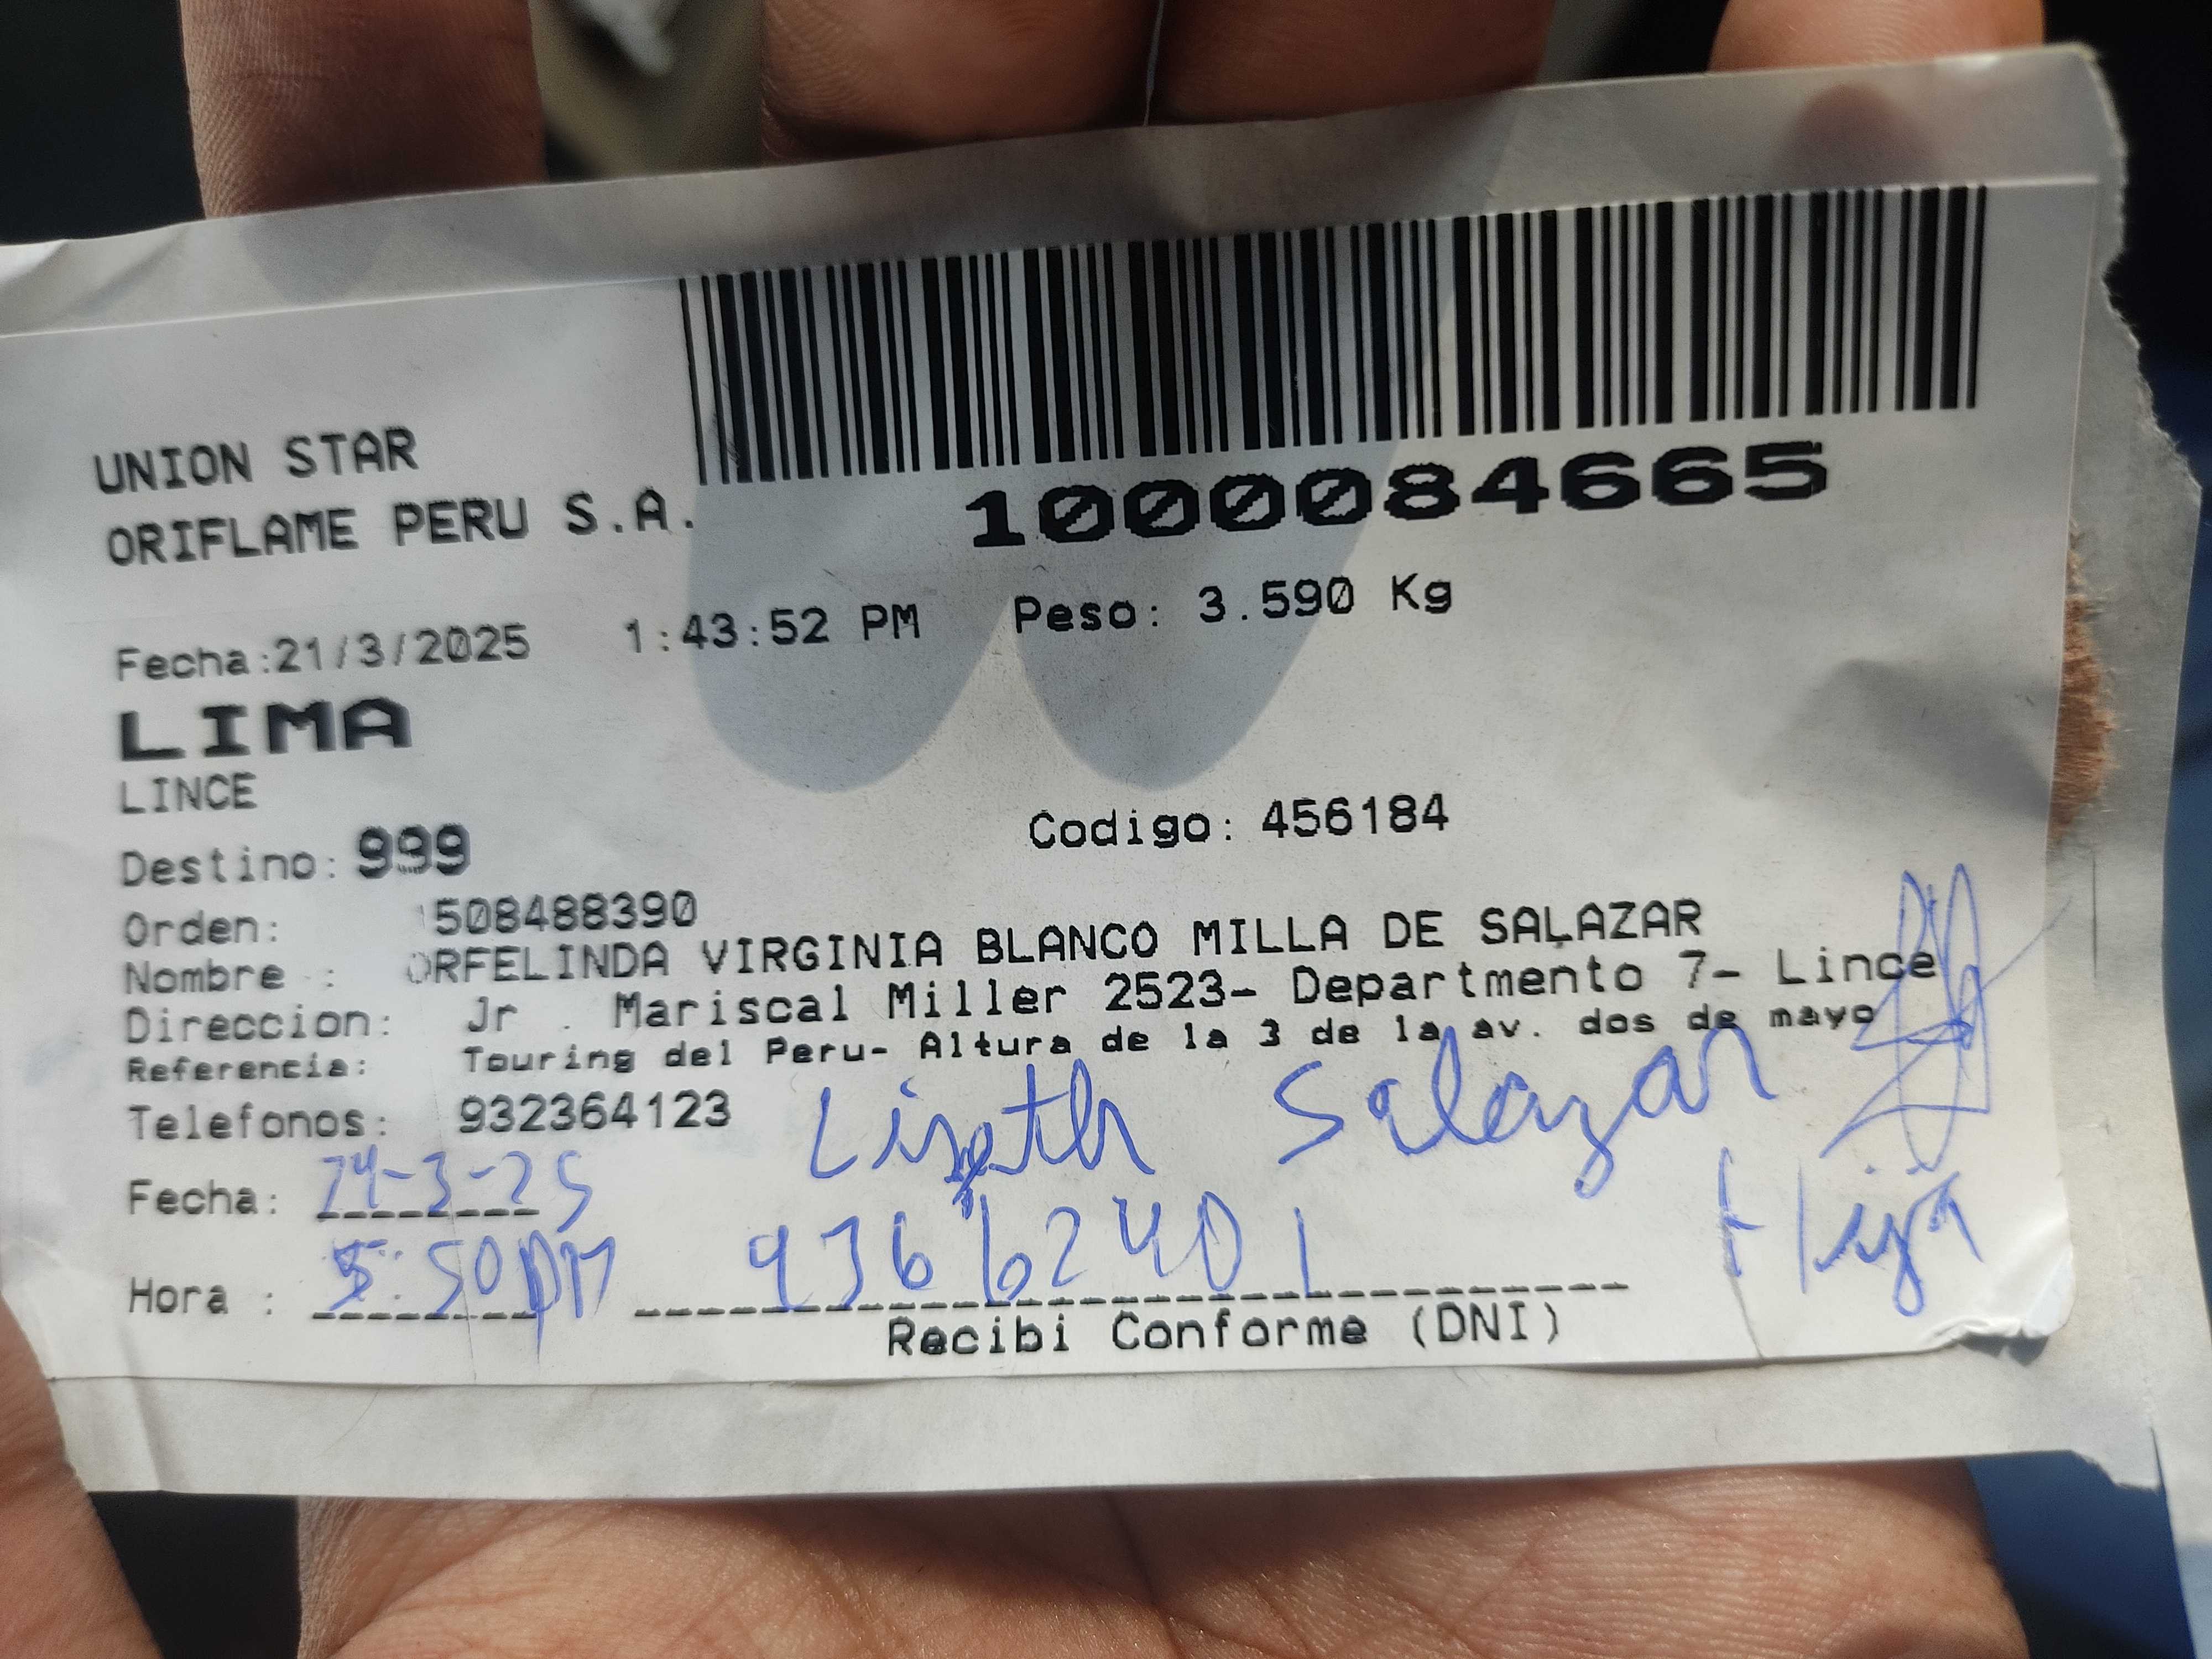 1000084665
UNION STAR
ORIFLAME PERU S.A.
Fecha:21/3/2025 1:43:52 PM Peso: 3.590 Kg
LIMA
LINCE
Destino: 999 Codigo: 456184
Orden: 508488390
Nombre : ORFELINDA VIRGINIA BLANCO MILLA DE SALAZAR
Direccion: Jr . Mariscal Miller 2523- Departmento 7- Lince
Referencia: Touring del Peru- Altura de la 3 de la av. dos de mayo
Telefonos: 932364123 Lizeth Salazar
Fecha: 24-3-25 Hija
Hora : 5:50 PM
Recibi Conforme (DNI)